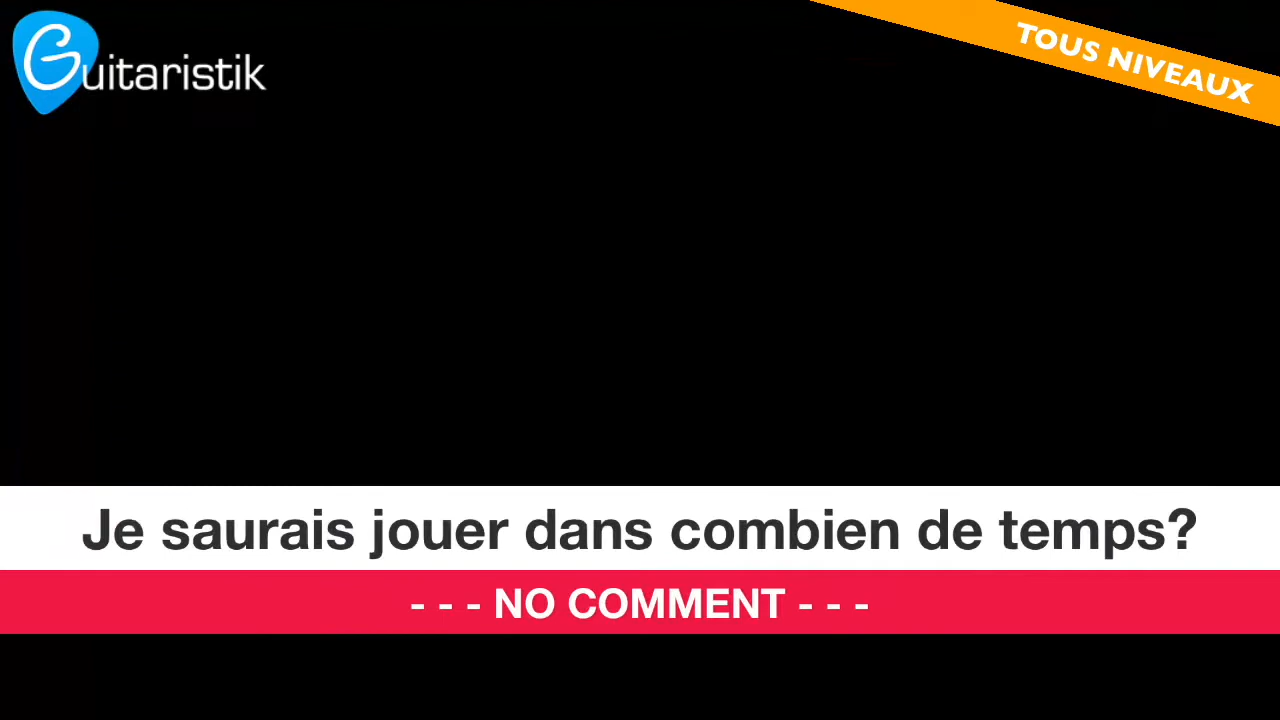 Guitaristik
TOUS NIVEAUX
Je saurais jouer dans combien de temps?
- - - NO COMMENT - - -